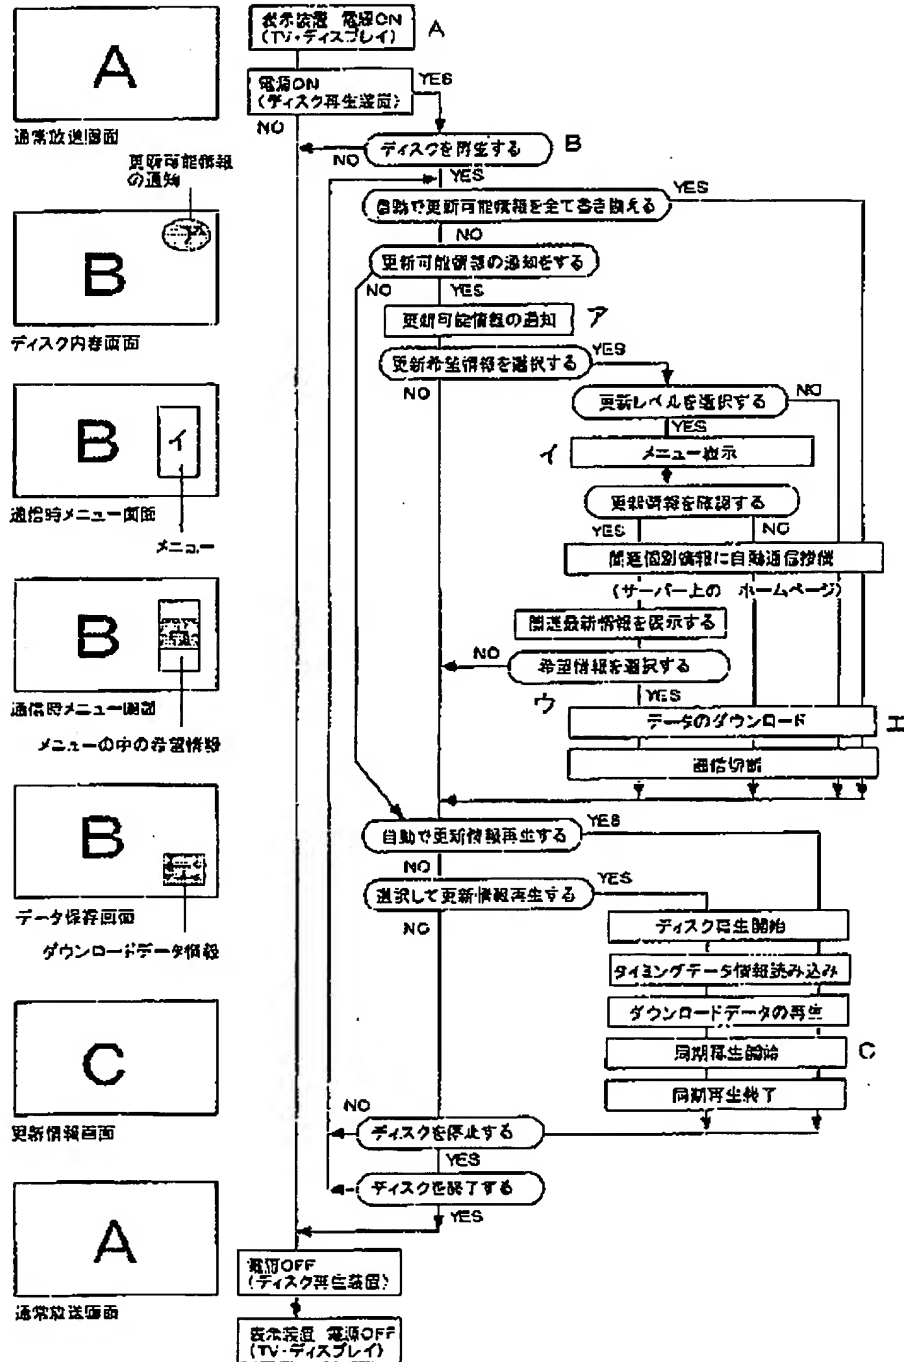 A
通常放送画面
更新可能情報
の通知
B
ディスク内容画面
B
イ
通信時メニュー画面
メニュー
B
通信時メニュー画面
メニューの中の希望情報
B
データ保存画面
ダウンロードデータ情報
C
更新情報画面
A
通常放送画面
表示装置 電源ON
(TV・ディスプレイ)
A
電源ON
(ディスク再生装置)
YES
NO
ディスクを再生する
B
NO
YES
自動で更新可能情報を全て書き換える
YES
NO
更新可能情報の通知をする
NO
YES
更新可能情報の通知
ア
更新希望情報を選択する
YES
NO
更新レベルを選択する
NO
YES
イ
メニュー表示
更新情報を確認する
YES
NO
関連個別情報に自動通信接続
(サーバー上の ホームページ)
関連最新情報を表示する
NO
希望情報を選択する
ウ
YES
データのダウンロード
エ
通信切断
自動で更新情報再生する
YES
NO
選択して更新情報再生する
YES
NO
ディスク再生開始
タイミングデータ情報読み込み
ダウンロードデータの再生
同期再生開始
C
同期再生終了
NO
ディスクを停止する
YES
ディスクを終了する
YES
電源OFF
(ディスク再生装置)
表示装置 電源OFF
(TV・ディスプレイ)